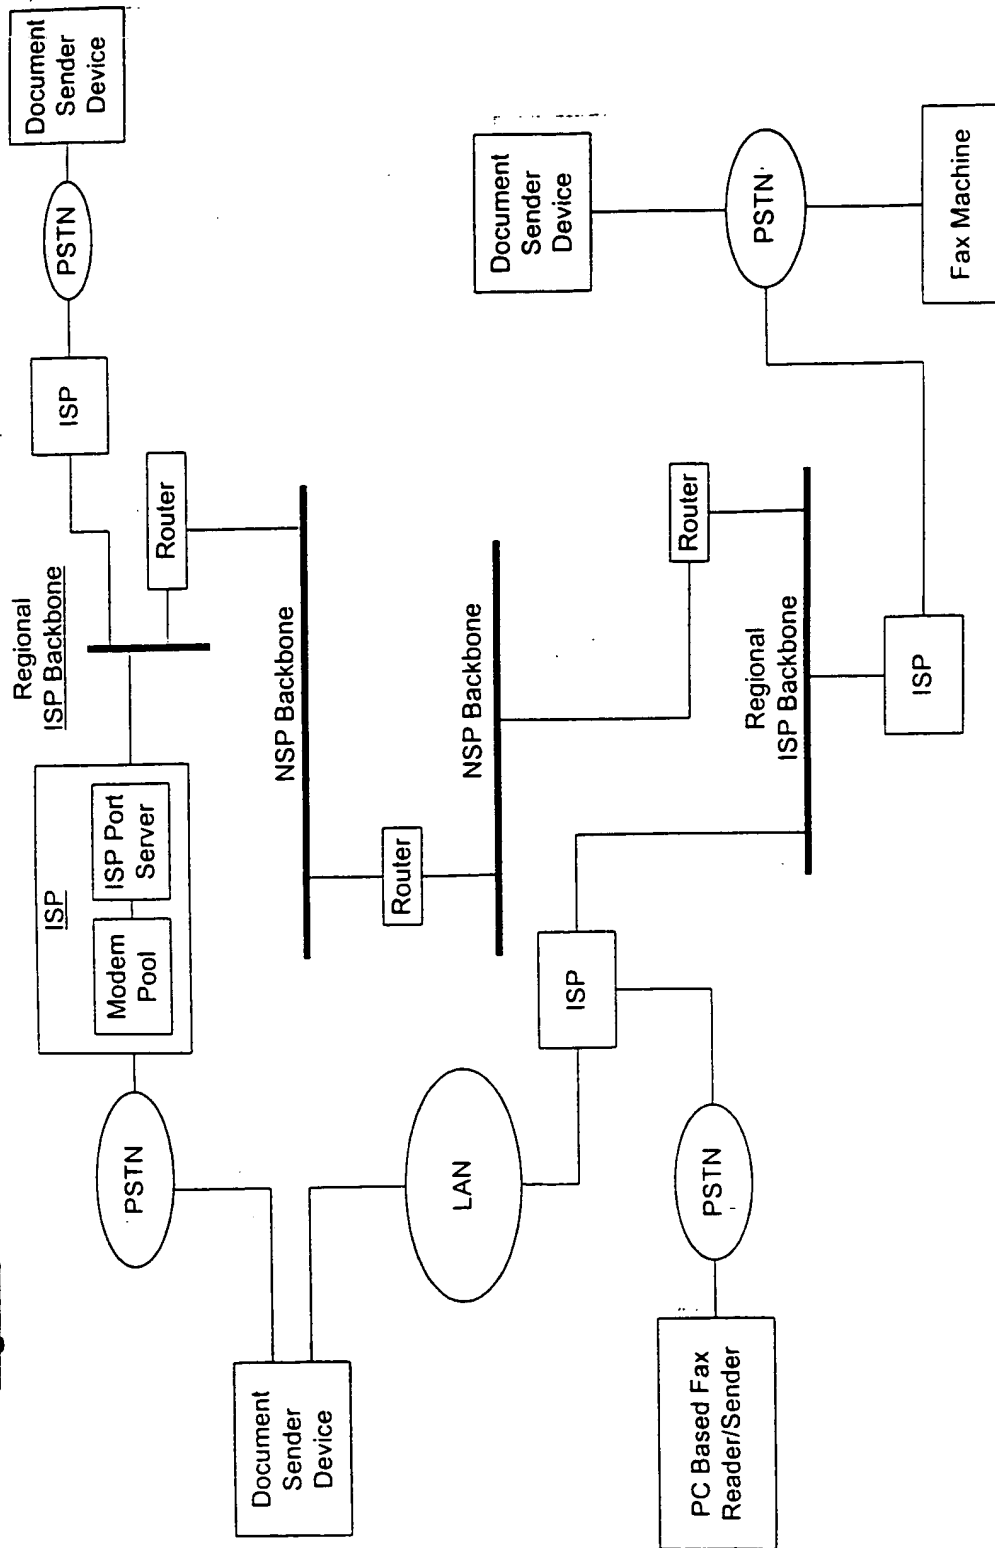 Document
Sender
Device
PSTN
ISP
Regional
ISP Backbone
Router
ISP
Modem
Pool
ISP Port
Server
PSTN
NSP Backbone
Router
NSP Backbone
Router
Document
Sender
Device
LAN
ISP
Regional
ISP Backbone
Document
Sender
Device
PSTN
Fax Machine
ISP
PSTN
PC Based Fax
Reader/Sender